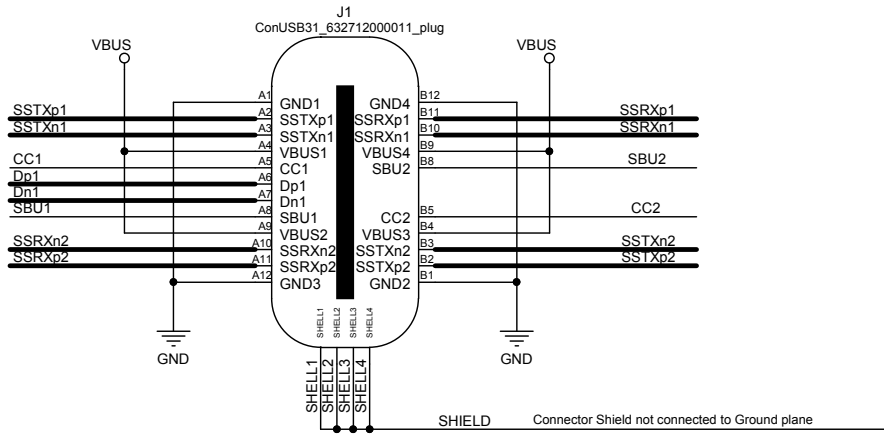 J1
ConUSB31_632712000011_plug
VBUS
VBUS
A1 GND1 GND4 B12
SSTXp1 A2 SSTXp1 SSRXp1 B11 SSRXp1
SSTXn1 A3 SSTXn1 SSRXn1 B10 SSRXn1
A4 VBUS1 VBUS4 B9
CC1 A5 CC1 SBU2 B8 SBU2
Dp1 A6 Dp1
Dn1 A7 Dn1
SBU1 A8 SBU1 CC2 B5 CC2
A9 VBUS2 VBUS3 B4
SSRXn2 A10 SSRXn2 SSTXn2 B3 SSTXn2
SSRXp2 A11 SSRXp2 SSTXp2 B2 SSTXp2
A12 GND3 GND2 B1
SHELL1
SHELL2
SHELL3
SHELL4
GND
GND
SHELL1
SHELL2
SHELL3
SHELL4
SHIELD
Connector Shield not connected to Ground plane